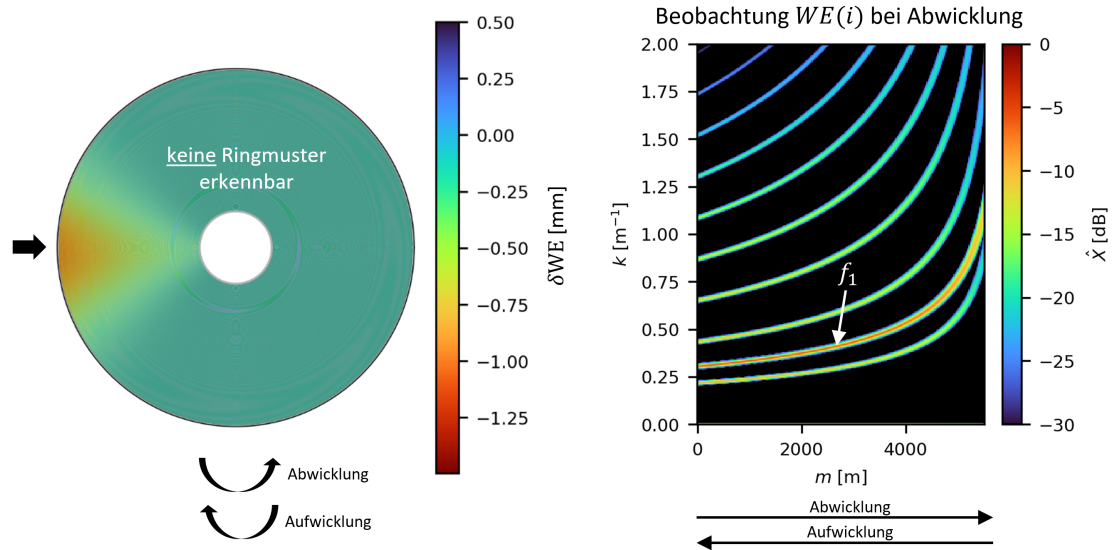 keine Ringmuster
erkennbar
0.50
0.25
0.00
−0.25
−0.50
−0.75
−1.00
−1.25
δWE [mm]
Abwicklung
Aufwicklung
Beobachtung WE(i) bei Abwicklung
2.00
1.75
1.50
1.25
1.00
0.75
0.50
0.25
0.00
k [m⁻¹]
f₁
0
2000
4000
m [m]
0
−5
−10
−15
−20
−25
−30
X̂ [dB]
Abwicklung
Aufwicklung